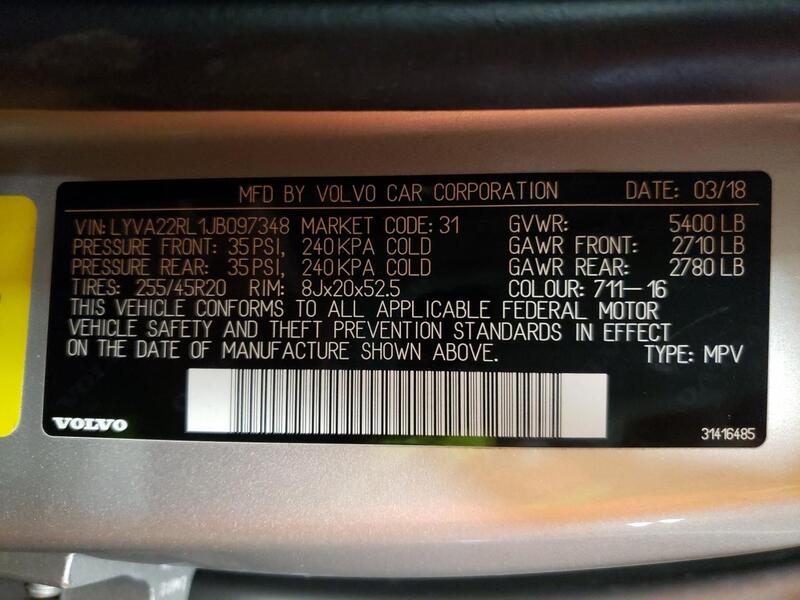 MFD BY VOLVO CAR CORPORATION DATE: 03/18
VIN: LYVA22RL1JB097348 MARKET CODE: 31 GVWR: 5400 LB
PRESSURE FRONT: 35 PSI, 240 KPA COLD GAWR FRONT: 2710 LB
PRESSURE REAR: 35 PSI, 240 KPA COLD GAWR REAR: 2780 LB
TIRES: 255/45R20 RIM: 8Jx20x52.5 COLOUR: 711-16
THIS VEHICLE CONFORMS TO ALL APPLICABLE FEDERAL MOTOR
VEHICLE SAFETY AND THEFT PREVENTION STANDARDS IN EFFECT
ON THE DATE OF MANUFACTURE SHOWN ABOVE. TYPE: MPV
VOLVO 31416485